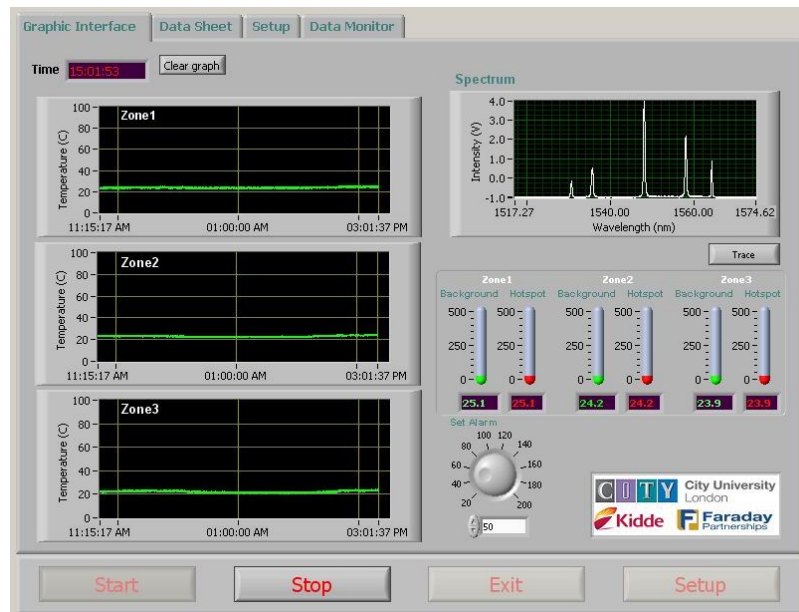 Graphic Interface Data Sheet Setup Data Monitor
Time 15:01:53 Clear graph
Zone1
Temperature (C)
100
80
60
40
20
0
11:15:17 AM 01:00:00 AM 03:01:37 PM
Zone2
Temperature (C)
100
80
60
40
20
0
11:15:17 AM 01:00:00 AM 03:01:37 PM
Zone3
Temperature (C)
100
80
60
40
20
0
11:15:17 AM 01:00:00 AM 03:01:37 PM
Spectrum
Intensity (V)
4.0
3.0
2.0
1.0
0.0
-1.0
1517.27 1540.00 1560.00 1574.62
Wavelength (nm)
Trace
Zone1 Zone2 Zone3
Background Hotspot Background Hotspot Background Hotspot
500 500 500 500 500 500
250 250 250 250 250 250
0 0 0 0 0 0
25.1 25.1 24.2 24.2 23.9 23.9
Set Alarm
20 40 60 80 100 120 140 160 180 200
50
CITY City University
London
Kidde Faraday
Partnerships
Start Stop Exit Setup